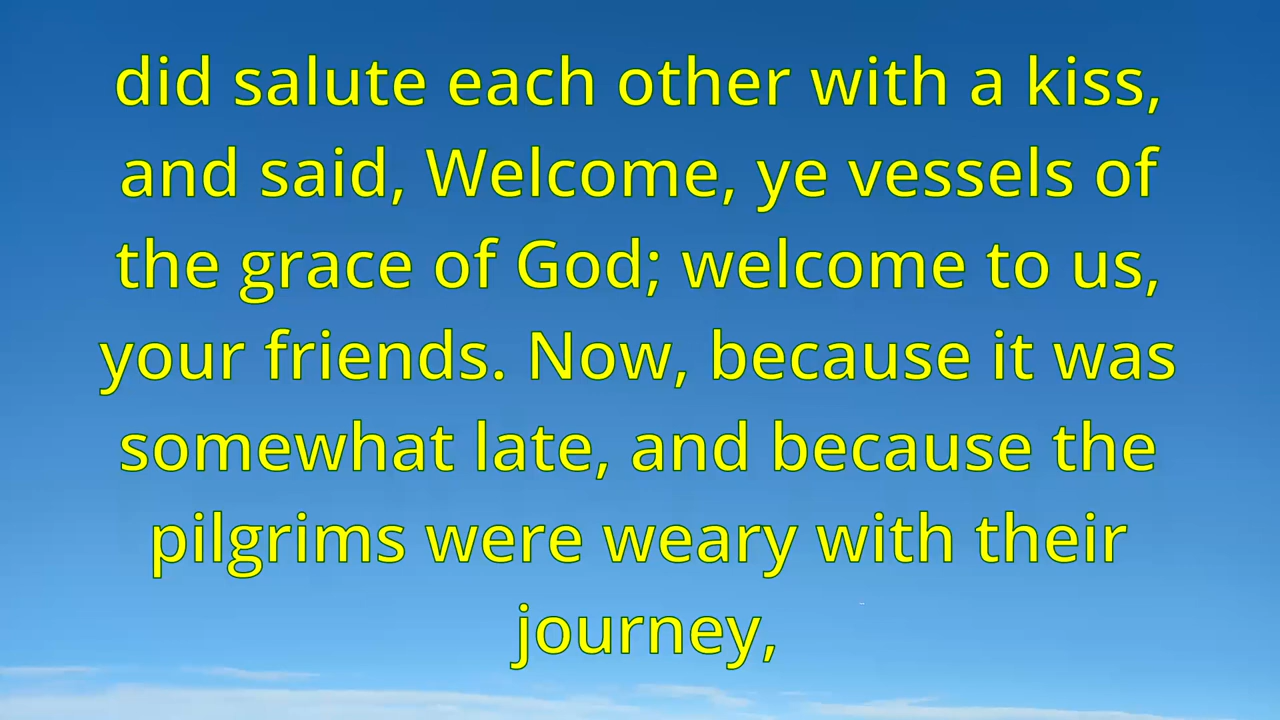 did salute each other with a kiss,
and said, Welcome, ye vessels of
the grace of God; welcome to us,
your friends. Now, because it was
somewhat late, and because the
pilgrims were weary with their
journey,